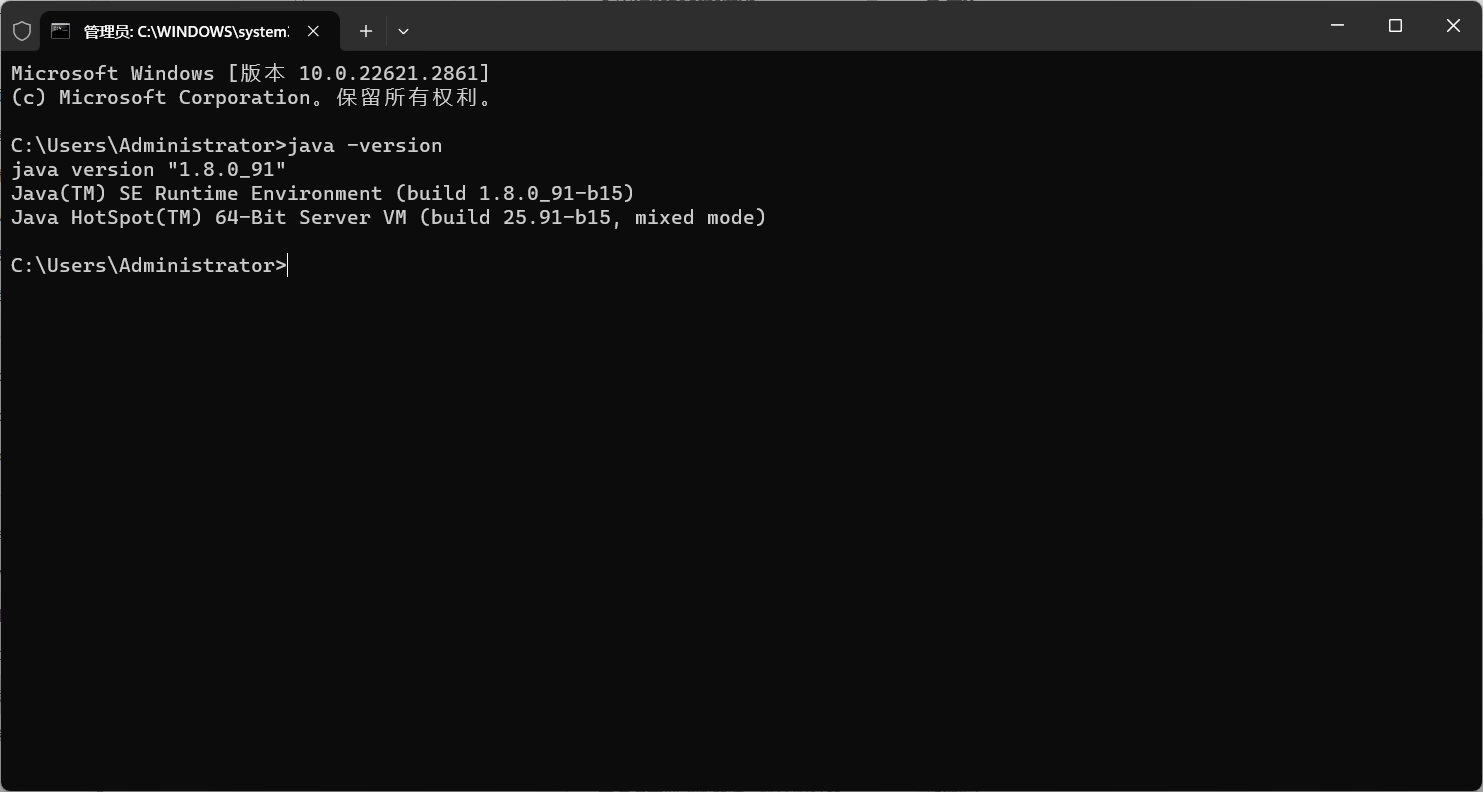 管理员: C:\WINDOWS\system
Microsoft Windows [版本 10.0.22621.2861]
(c) Microsoft Corporation。保留所有权利。
C:\Users\Administrator>java -version
java version "1.8.0_91"
Java(TM) SE Runtime Environment (build 1.8.0_91-b15)
Java HotSpot(TM) 64-Bit Server VM (build 25.91-b15, mixed mode)
C:\Users\Administrator>